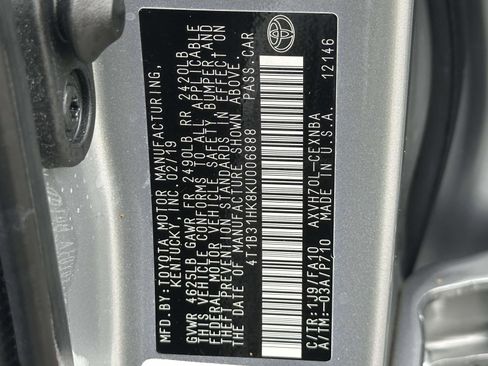 MFD.BY:TOYOTA MOTOR MANUFACTURING,
KENTUCKY, INC. 02/19
GVWR 4625LB GAWR FR 2490LB RR 2420LB
THIS VEHICLE CONFORMS TO ALL APPLICABLE
FEDERAL MOTOR VEHICLE SAFETY, BUMPER AND
THEFT PREVENTION STANDARDS IN EFFECT ON
THE DATE OF MANUFACTURE SHOWN ABOVE.
4T1B31HK8KU006888 PASS.CAR
C/TR:1J9/FA10 AXVH70L-CEXNBA
A/TM:-03A/P710 MADE IN U.S.A. 12146